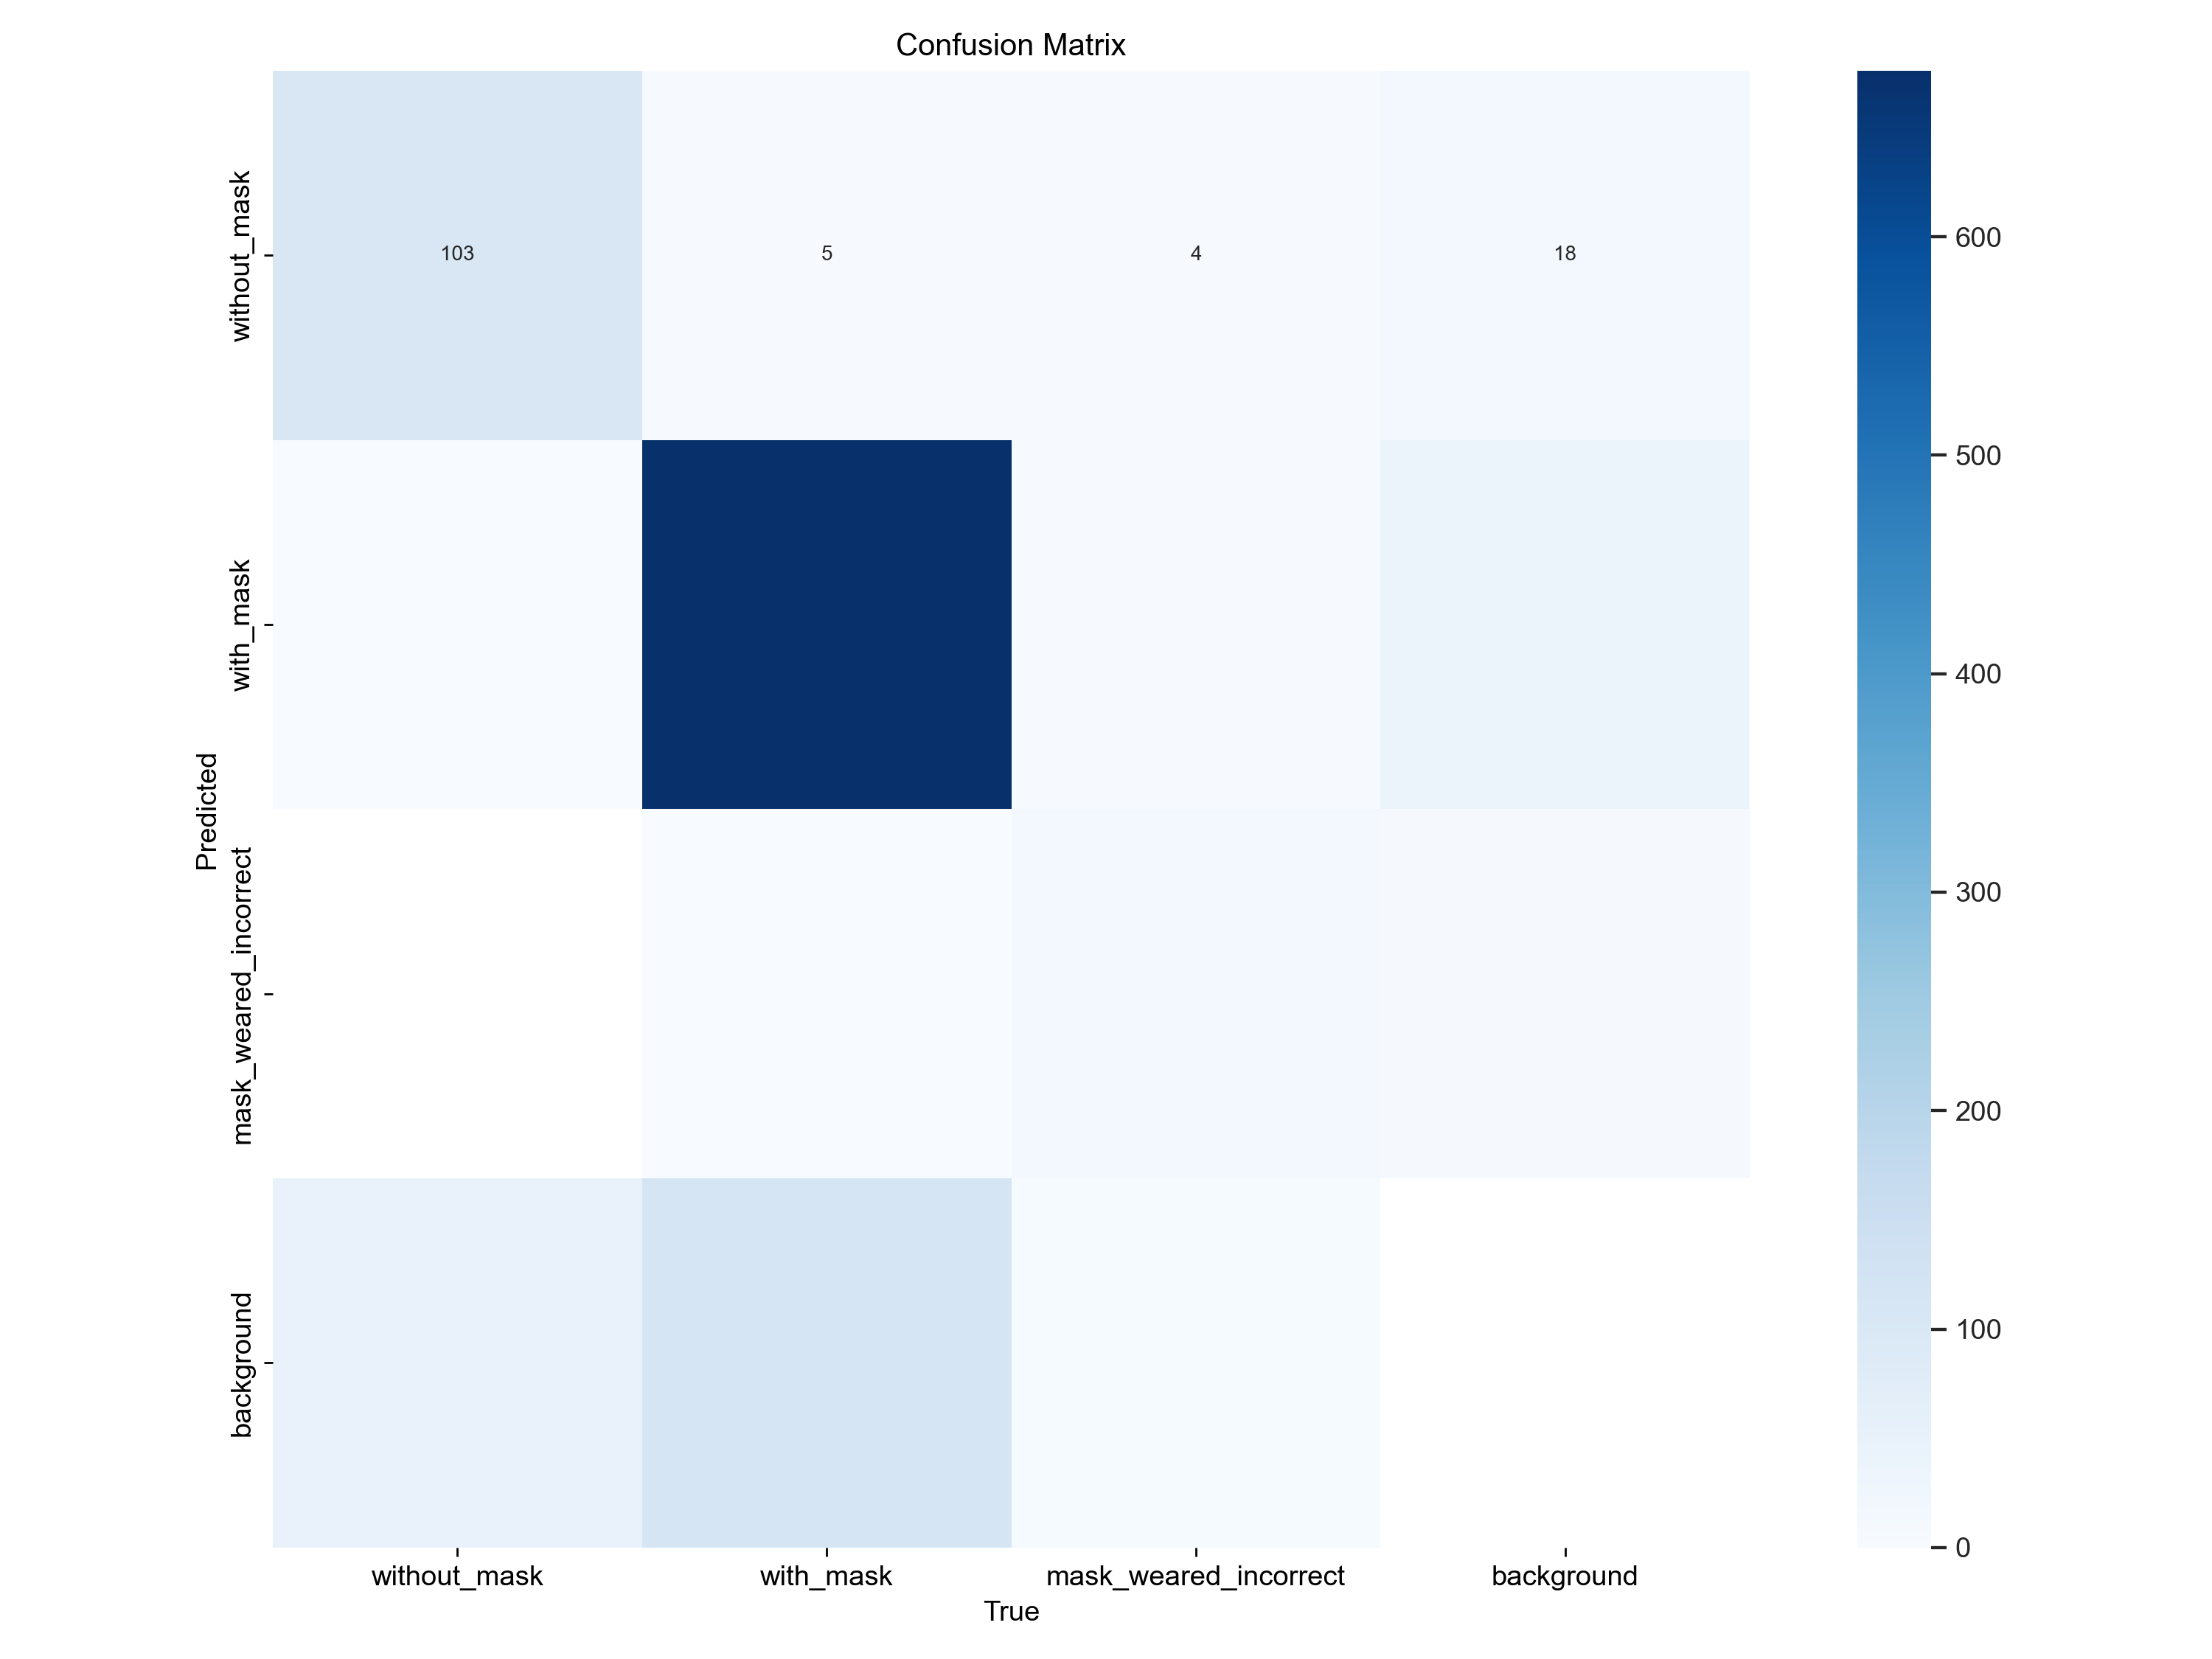 Confusion Matrix
without_mask
103
5
4
18
with_mask
mask_weared_incorrect
background
Predicted
without_mask
with_mask
mask_weared_incorrect
background
True
600
500
400
300
200
100
0